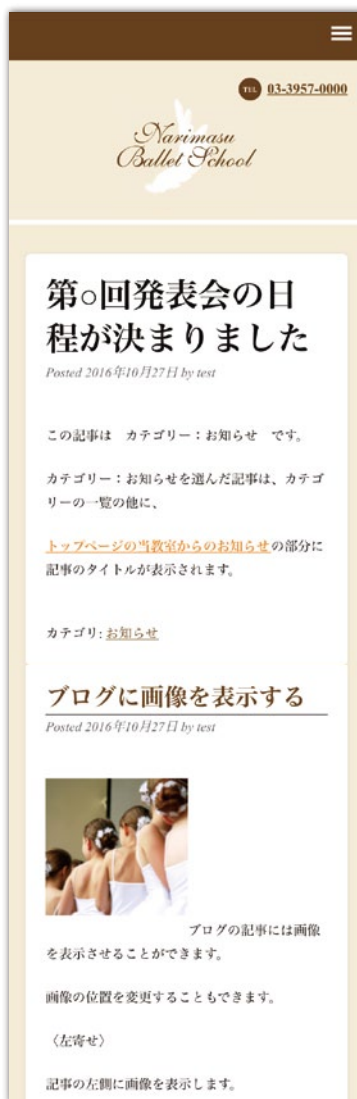 TEL 03-3957-0000
Narimasu
Ballet School
第○回発表会の日
程が決まりました
Posted 2016年10月27日 by test
この記事は　カテゴリー：お知らせ　です。
カテゴリー：お知らせを選んだ記事は、カテゴ
リーの一覧の他に、
トップページの当教室からのお知らせの部分に
記事のタイトルが表示されます。
カテゴリ: お知らせ
ブログに画像を表示する
Posted 2016年10月27日 by test
ブログの記事には画像
を表示させることができます。
画像の位置を変更することもできます。
〈左寄せ〉
記事の左側に画像を表示します。